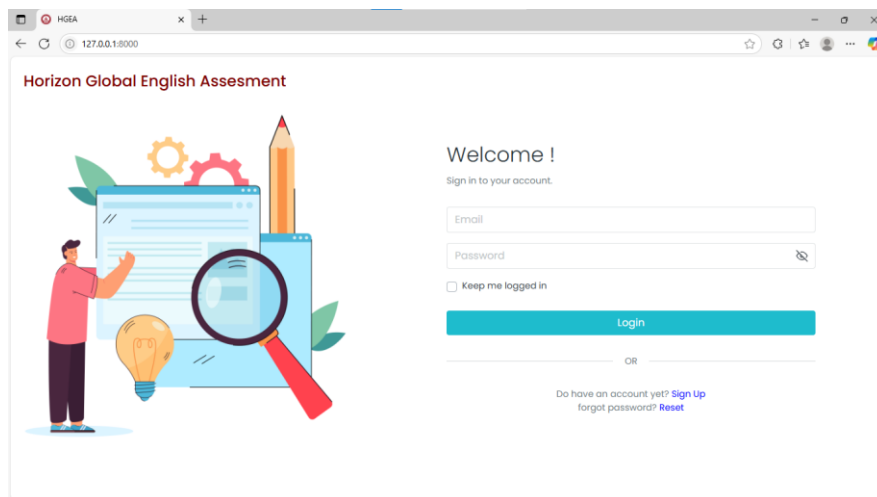 HGEA
127.0.0.1:8000
Horizon Global English Assesment
Welcome !
Sign in to your account.
Email
Password
Keep me logged in
Login
OR
Do have an account yet? Sign Up
forgot password? Reset